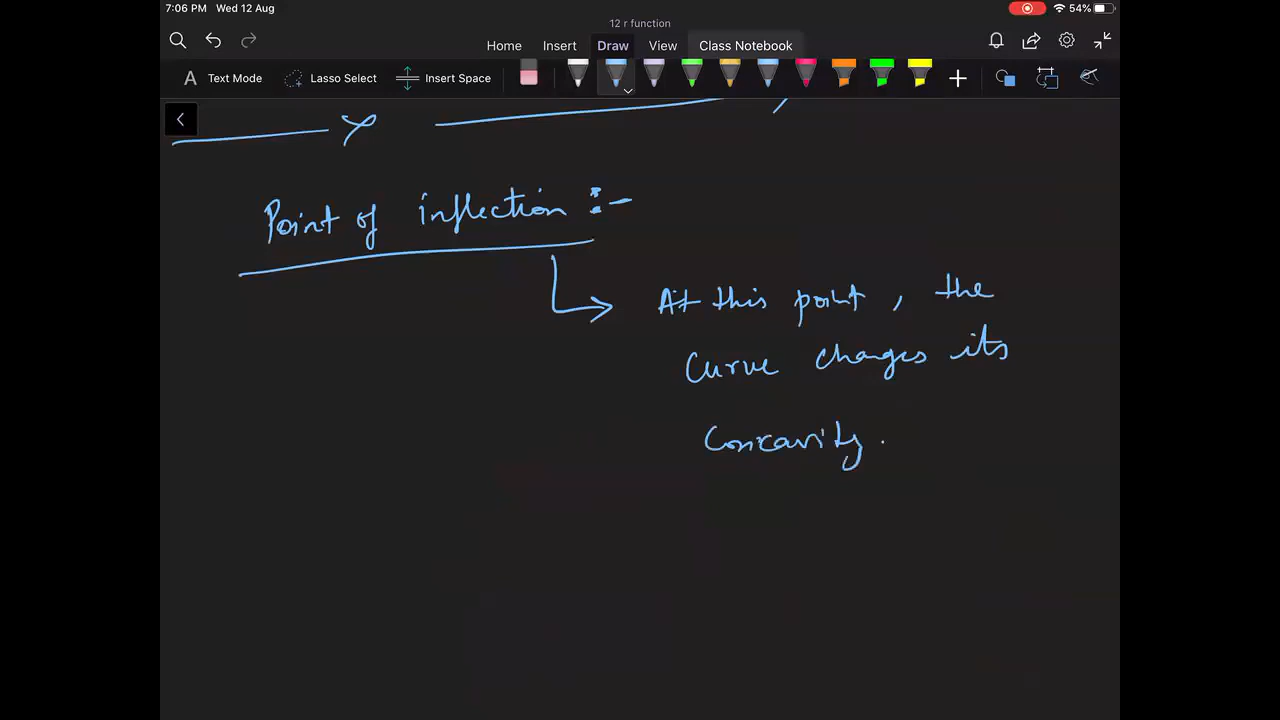 7:06 PM Wed 12 Aug 54%
12 r function
Home Insert Draw View Class Notebook
A Text Mode Lasso Select Insert Space
Point of inflection :-
At this point, the
curve changes its
concavity.